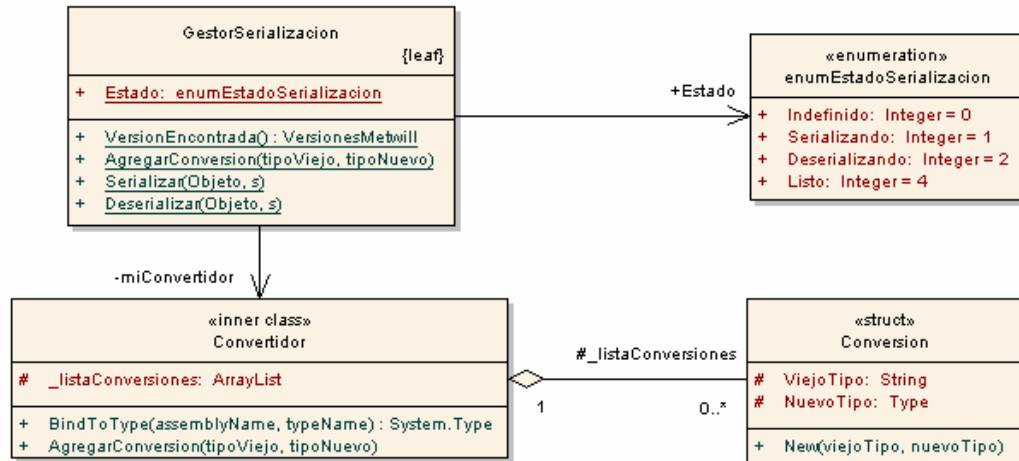 GestorSerializacion
{leaf}
+ Estado: enumEstadoSerializacion
+ VersionEncontrada() : VersionesMetwill
+ AgregarConversion(tipoViejo, tipoNuevo)
+ Serializar(Objeto, s)
+ Deserializar(Objeto, s)
+Estado
«enumeration»
enumEstadoSerializacion
+ Indefinido: Integer = 0
+ Serializando: Integer = 1
+ Deserializando: Integer = 2
+ Listo: Integer = 4
-miConvertidor
«inner class»
Convertidor
# _listaConversiones: ArrayList
+ BindToType(assemblyName, typeName) : System.Type
+ AgregarConversion(tipoViejo, tipoNuevo)
#_listaConversiones
1
0..*
«struct»
Conversion
# ViejoTipo: String
# NuevoTipo: Type
+ New(viejoTipo, nuevoTipo)